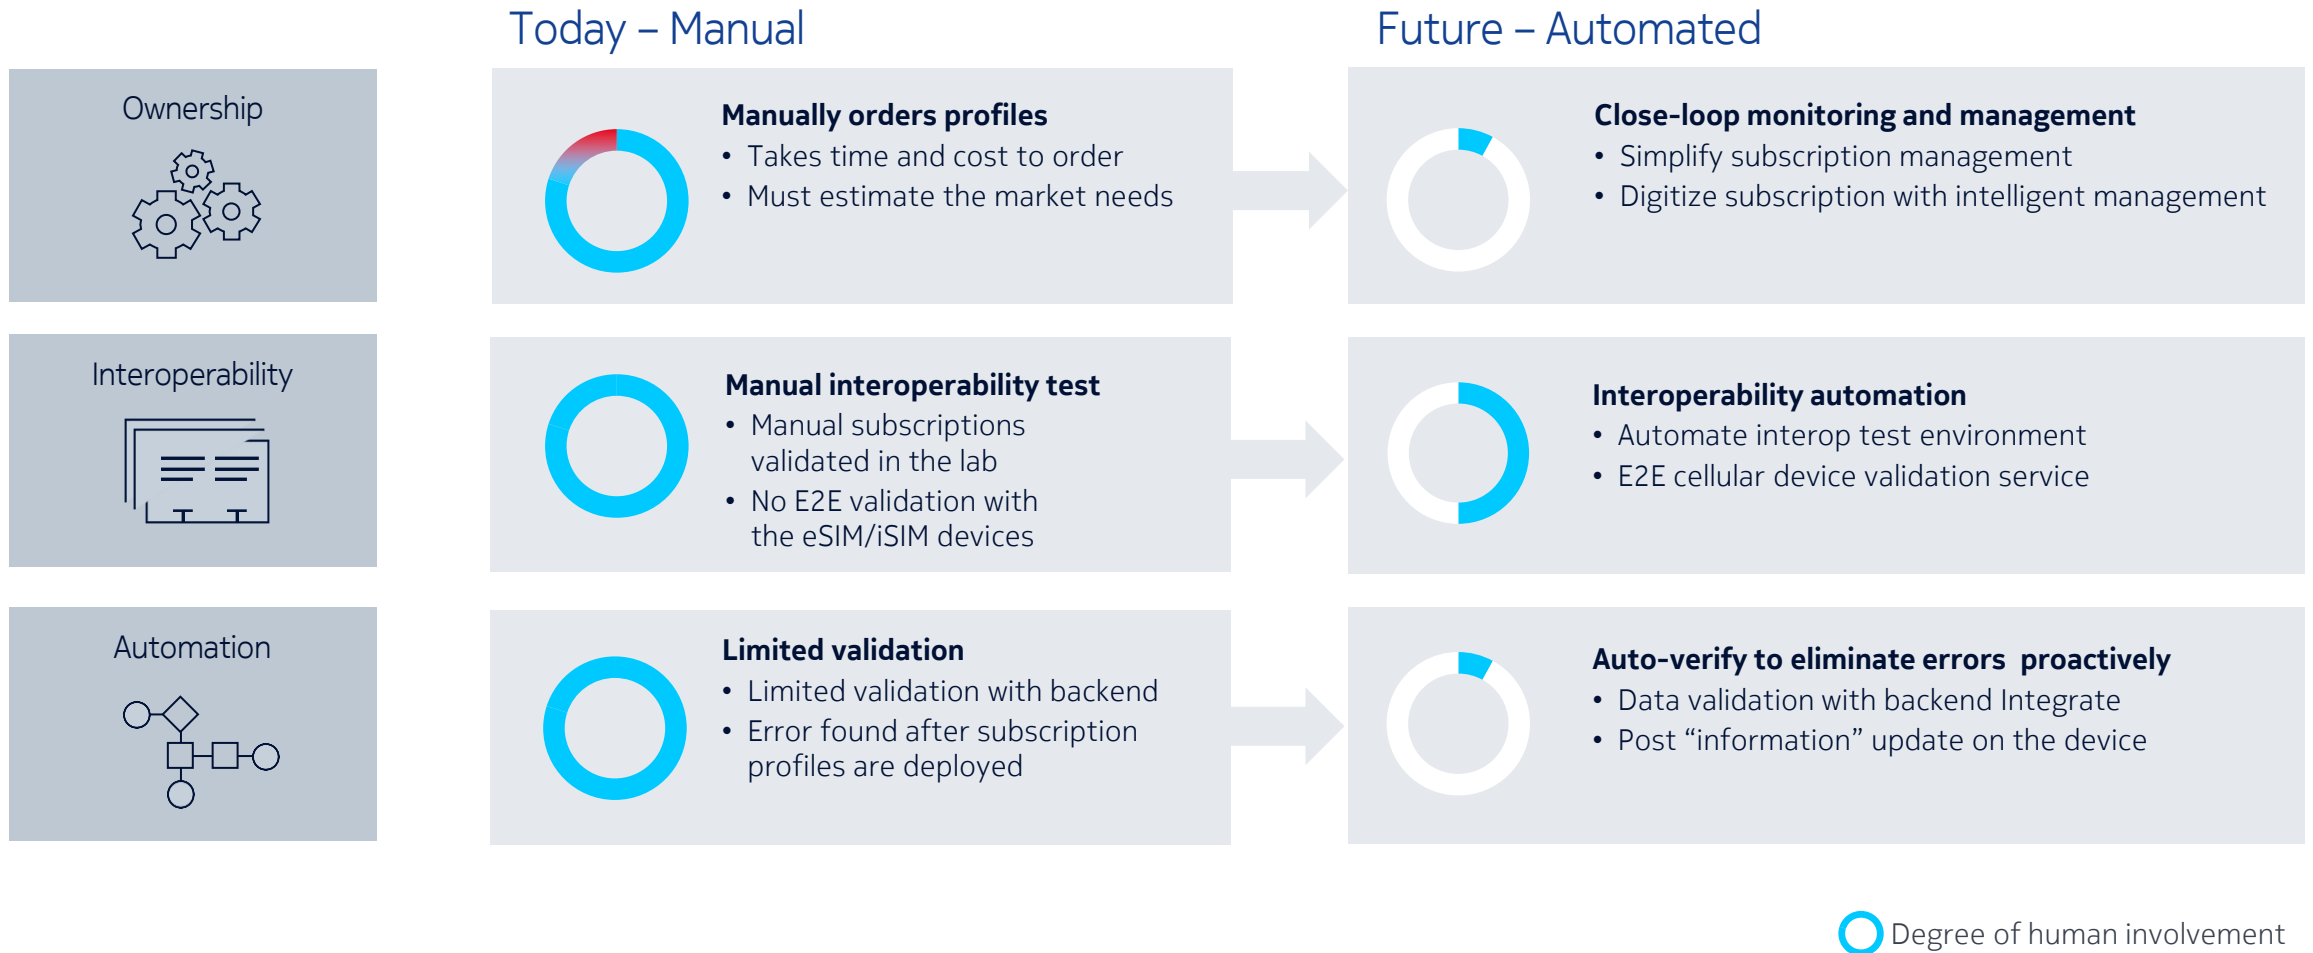 Today – Manual
Future – Automated
Ownership
Manually orders profiles
• Takes time and cost to order
• Must estimate the market needs
Close-loop monitoring and management
• Simplify subscription management
• Digitize subscription with intelligent management
Interoperability
Manual interoperability test
• Manual subscriptions
validated in the lab
• No E2E validation with
the eSIM/iSIM devices
Interoperability automation
• Automate interop test environment
• E2E cellular device validation service
Automation
Limited validation
• Limited validation with backend
• Error found after subscription
profiles are deployed
Auto-verify to eliminate errors  proactively
• Data validation with backend Integrate
• Post “information” update on the device
Degree of human involvement